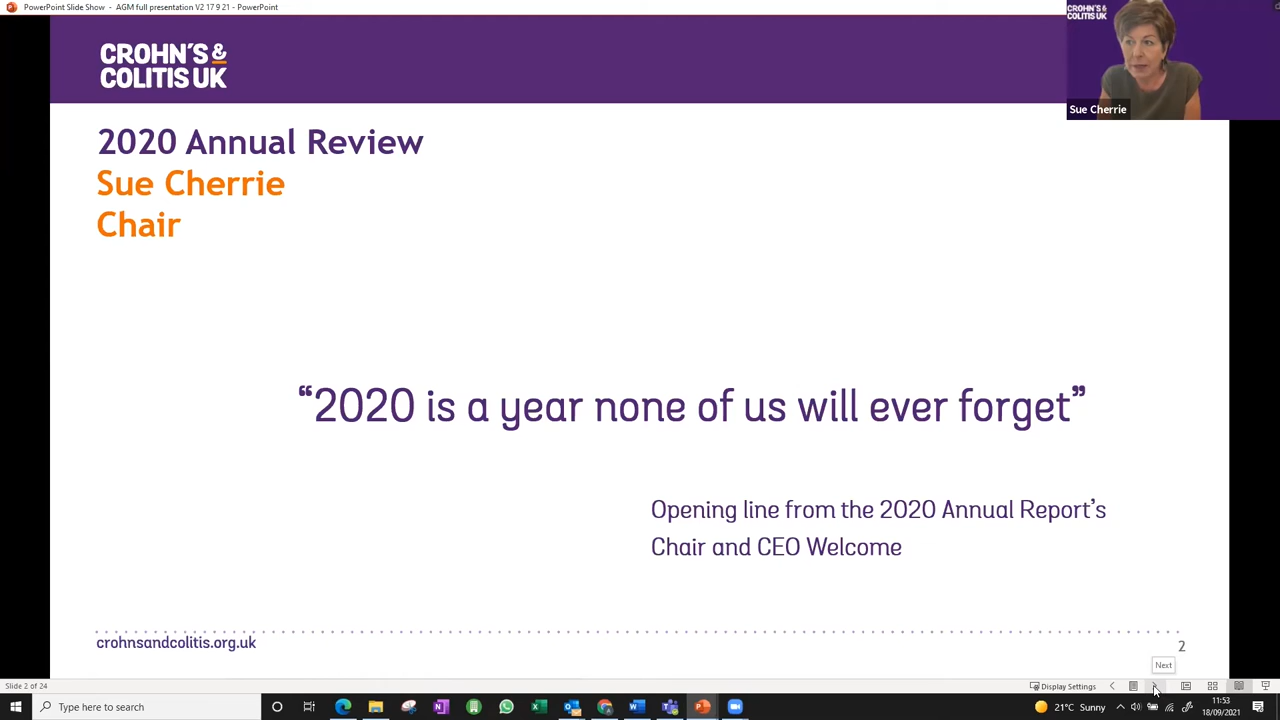 PowerPoint Slide Show - AGM full presentation V2 17 9 21 - PowerPoint
CROHN'S &
COLITIS UK
CROHN'S &
COLITIS UK
Sue Cherrie
2020 Annual Review
Sue Cherrie
Chair
“2020 is a year none of us will ever forget”
Opening line from the 2020 Annual Report’s
Chair and CEO Welcome
crohnsandcolitis.org.uk
2
Next
Slide 2 of 24
Display Settings
Type here to search
21°C Sunny
11:53
18/09/2021